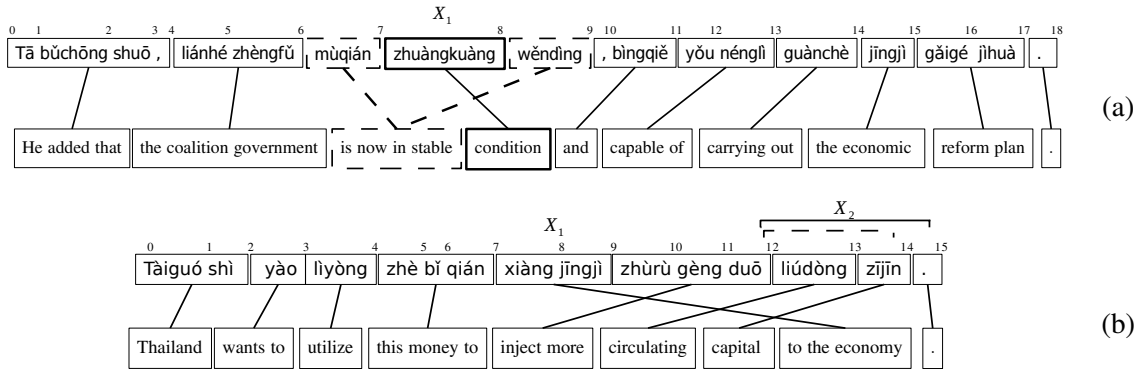 X1
0 1 2 3 4 5 6 7 8 9 10 11 12 13 14 15 16 17 18
Tā bǔchōng shuō , liánhé zhèngfǔ mùqián zhuàngkuàng wěndìng , bìngqiě yǒu nénglì guànchè jīngjì gǎigé jìhuà .
(a)
He added that the coalition government is now in stable condition and capable of carrying out the economic reform plan .
X2
X1
0 1 2 3 4 5 6 7 8 9 10 11 12 13 14 15
Tàiguó shì yào lìyòng zhè bǐ qián xiàng jīngjì zhùrù gèng duō liúdòng zījīn .
(b)
Thailand wants to utilize this money to inject more circulating capital to the economy .